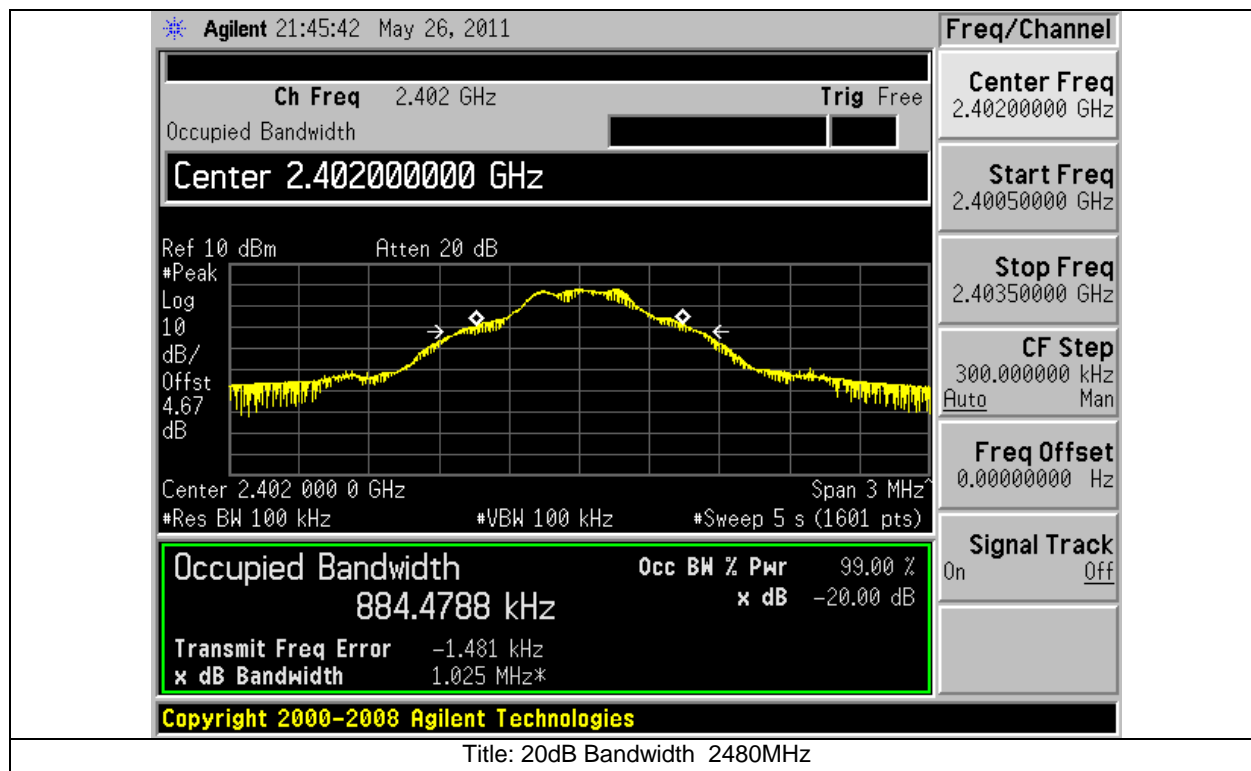 Agilent 21:45:42 May 26, 2011
Freq/Channel
Ch Freq 2.402 GHz Trig Free
Occupied Bandwidth
Center 2.402000000 GHz
Ref 10 dBm Atten 20 dB
#Peak
Log
10
dB/
Offst
4.67
dB
Center 2.402 000 0 GHz Span 3 MHz^
#Res BW 100 kHz #VBW 100 kHz #Sweep 5 s (1601 pts)
Occupied Bandwidth
884.4788 kHz
Occ BW % Pwr 99.00 %
x dB -20.00 dB
Transmit Freq Error -1.481 kHz
x dB Bandwidth 1.025 MHz*
Center Freq
2.40200000 GHz
Start Freq
2.40050000 GHz
Stop Freq
2.40350000 GHz
CF Step
300.000000 kHz
Auto Man
Freq Offset
0.00000000 Hz
Signal Track
On Off
Copyright 2000-2008 Agilent Technologies
Title: 20dB Bandwidth 2480MHz